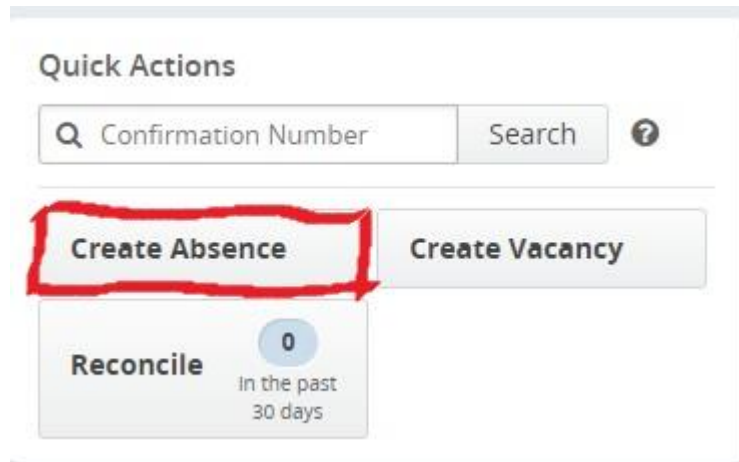 Quick Actions
Confirmation Number Search
Create Absence Create Vacancy
Reconcile 0
In the past
30 days